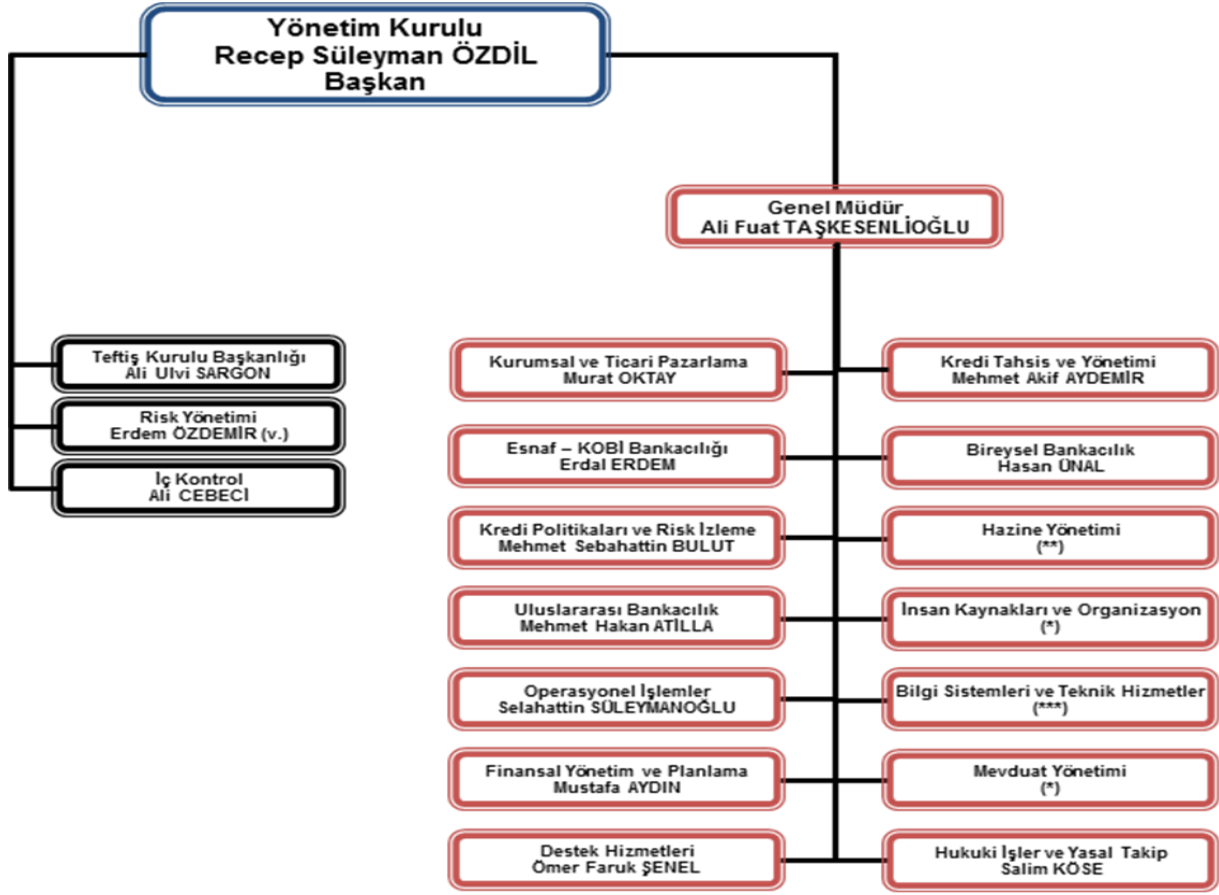 Yönetim Kurulu
Recep Süleyman ÖZDİL
Başkan
Genel Müdür
Ali Fuat TAŞKESENLİOĞLU
Teftiş Kurulu Başkanlığı
Ali Ulvi SARGON
Risk Yönetimi
Erdem ÖZDEMİR (v.)
İç Kontrol
Ali CEBECİ
Kurumsal ve Ticari Pazarlama
Murat OKTAY
Esnaf – KOBİ Bankacılığı
Erdal ERDEM
Kredi Politikaları ve Risk İzleme
Mehmet Sebahattin BULUT
Uluslararası Bankacılık
Mehmet Hakan ATİLLA
Operasyonel İşlemler
Selahattin SÜLEYMANOĞLU
Finansal Yönetim ve Planlama
Mustafa AYDIN
Destek Hizmetleri
Ömer Faruk ŞENEL
Kredi Tahsis ve Yönetimi
Mehmet Akif AYDEMİR
Bireysel Bankacılık
Hasan ÜNAL
Hazine Yönetimi
(**)
İnsan Kaynakları ve Organizasyon
(*)
Bilgi Sistemleri ve Teknik Hizmetler
(***)
Mevduat Yönetimi
(*)
Hukuki İşler ve Yasal Takip
Salim KÖSE